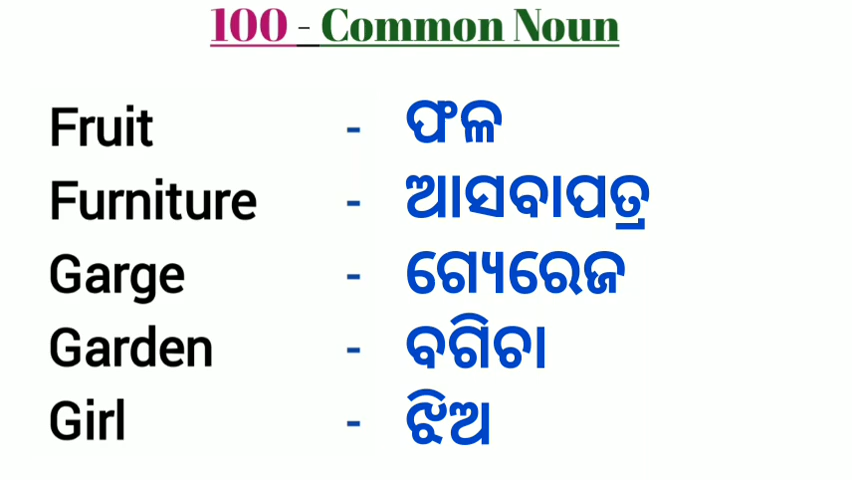 100 - Common Noun
Fruit - ଫଳ
Furniture - ଆସବାପତ୍ର
Garge - ଗ୍ୟେରେଜ
Garden - ବଗିଚା
Girl - ଝିଅ